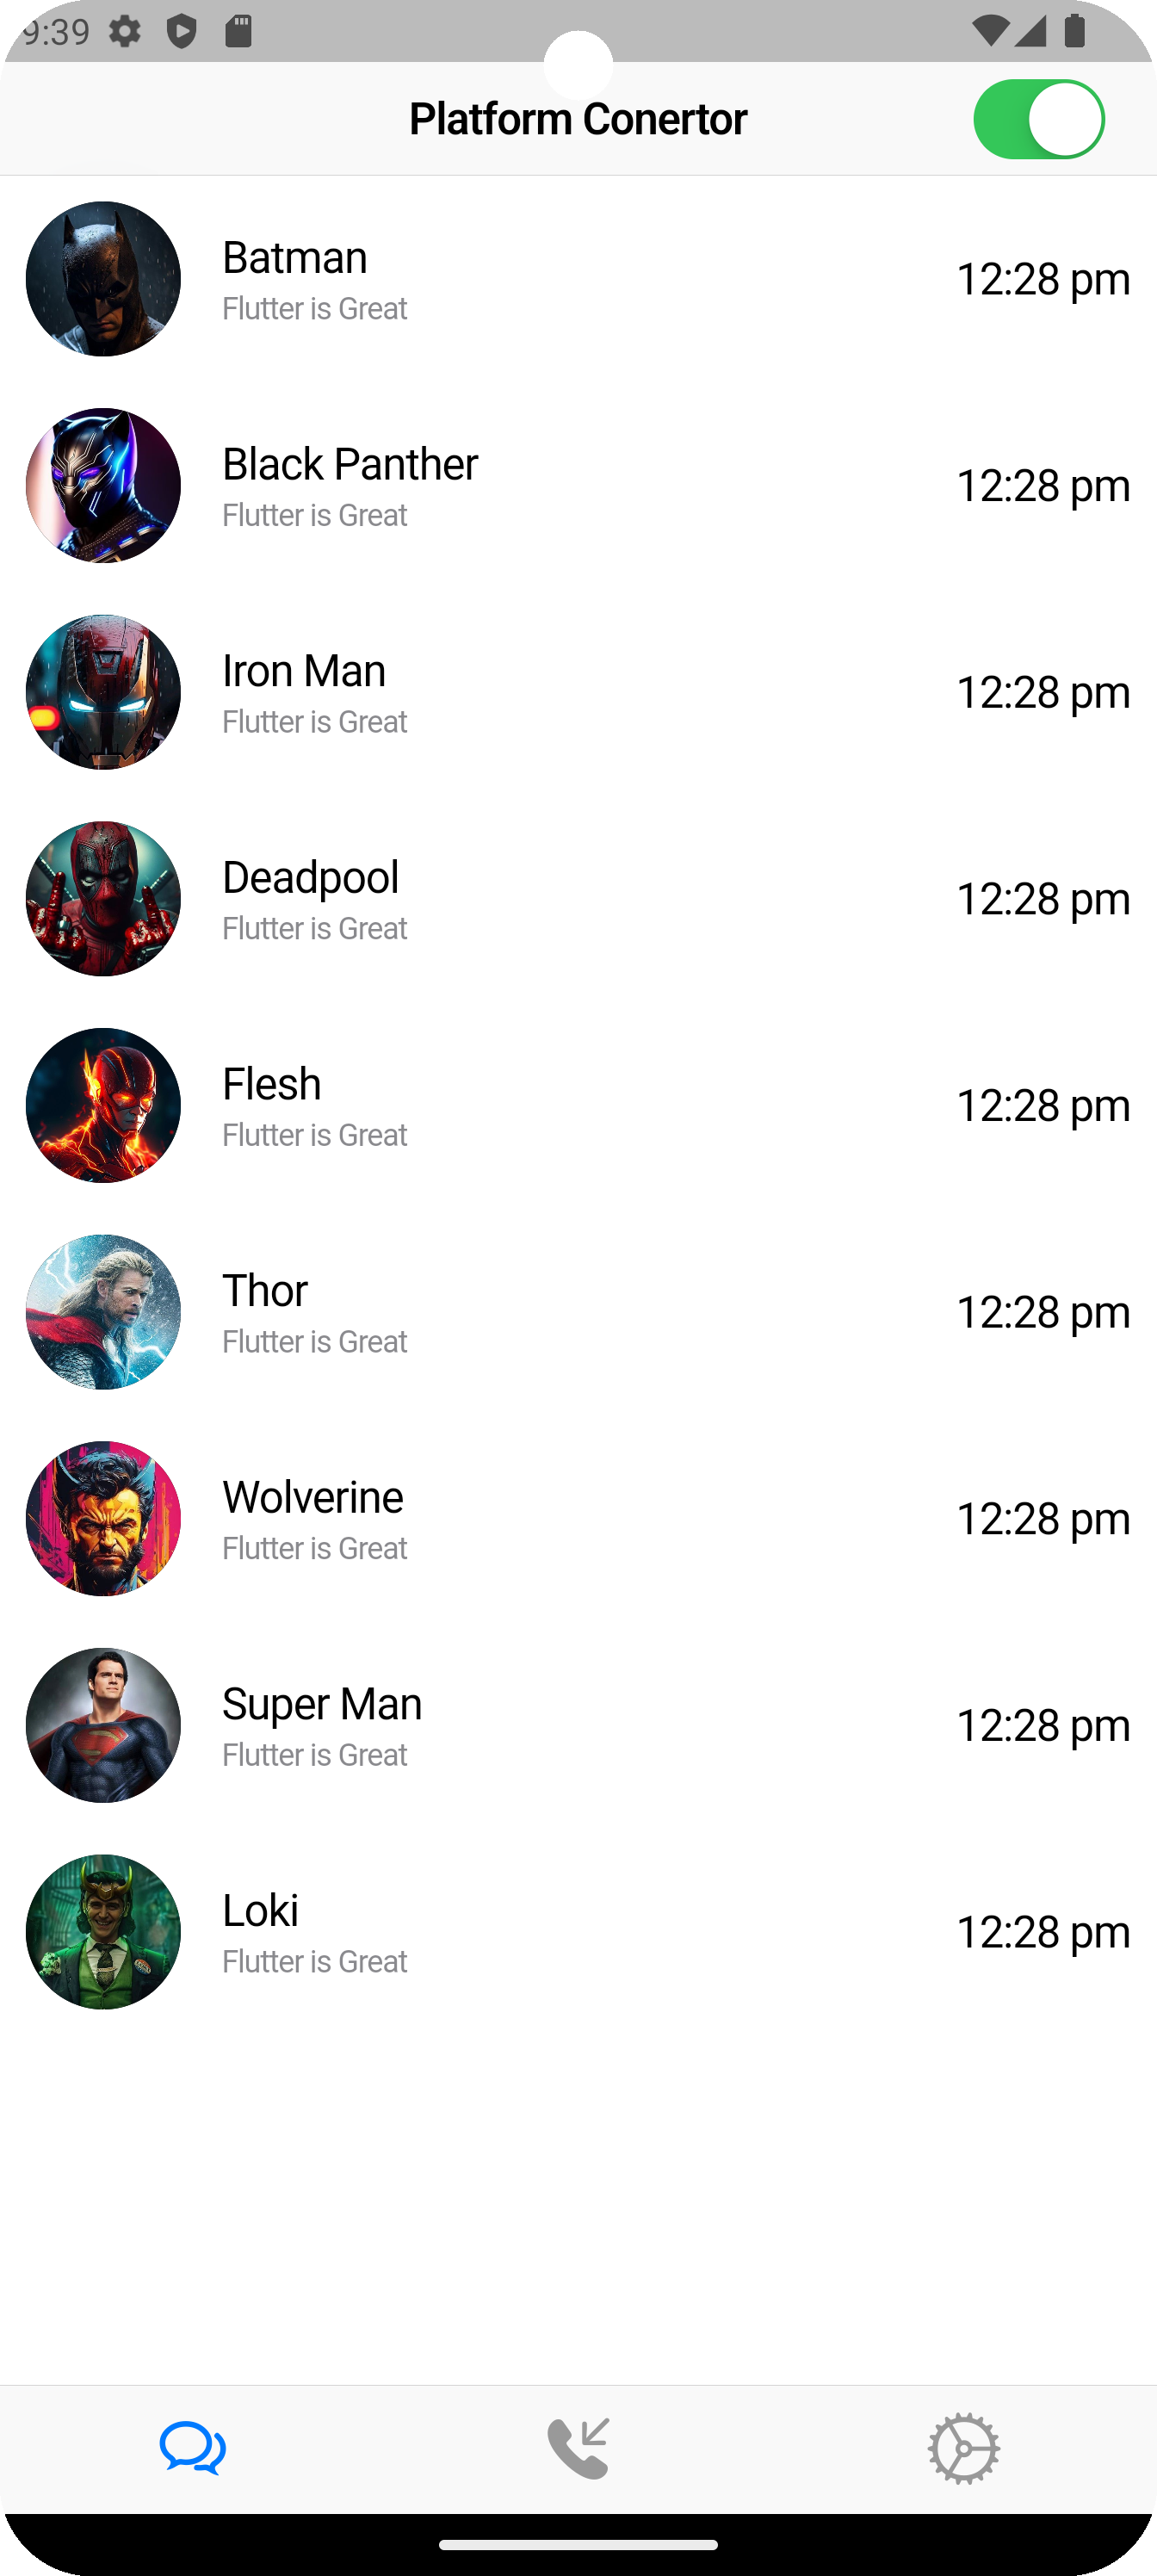 9:39
Platform Conertor
Batman
Flutter is Great
12:28 pm
Black Panther
Flutter is Great
12:28 pm
Iron Man
Flutter is Great
12:28 pm
Deadpool
Flutter is Great
12:28 pm
Flesh
Flutter is Great
12:28 pm
Thor
Flutter is Great
12:28 pm
Wolverine
Flutter is Great
12:28 pm
Super Man
Flutter is Great
12:28 pm
Loki
Flutter is Great
12:28 pm